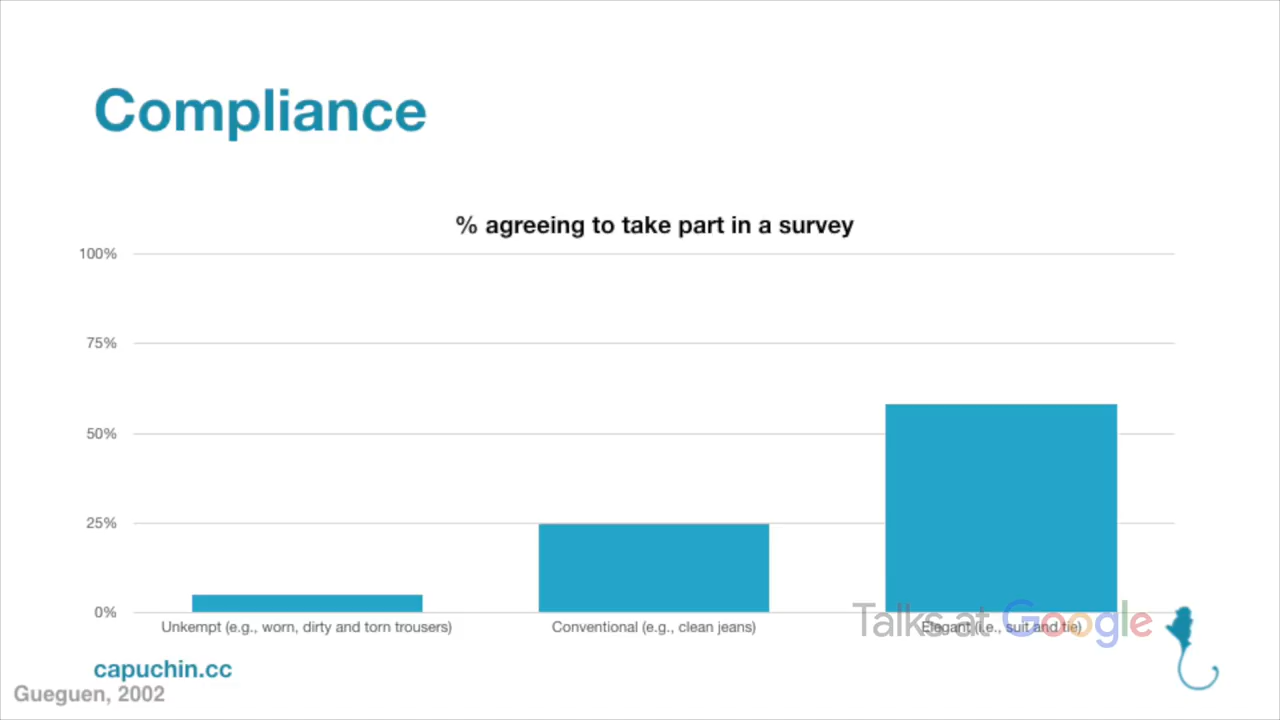 Compliance
% agreeing to take part in a survey
100%
75%
50%
25%
0%
Unkempt (e.g., worn, dirty and torn trousers)
Conventional (e.g., clean jeans)
Elegant (i.e., suit and tie)
Talks at Google
capuchin.cc
Gueguen, 2002